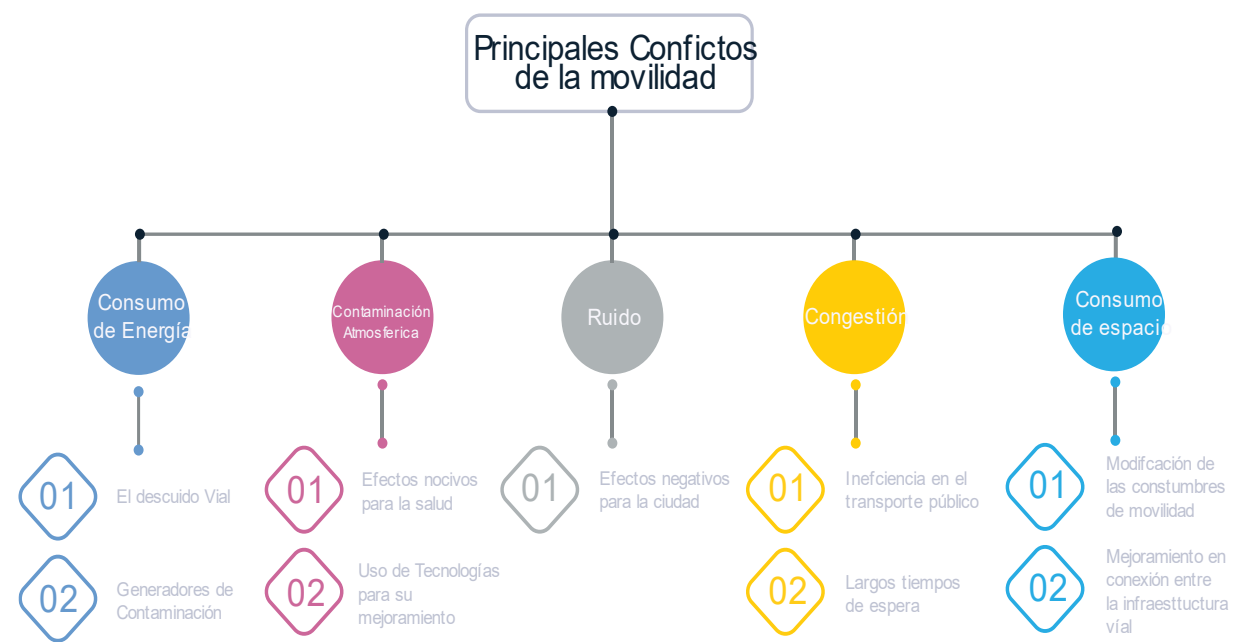 Principales Confictos
de la movilidad
Consumo
de Energía
Contaminación
Atmosferica
Ruido
Congestión
Consumo
de espacio
01
El descuido Vial
02
Generadores de
Contaminación
01
Efectos nocivos
para la salud
02
Uso de Tecnologías
para su
mejoramiento
01
Efectos negativos
para la ciudad
01
Inefciencia en el
transporte público
02
Largos tiempos
de espera
01
Modifcación de
las constumbres
de movilidad
02
Mejoramiento en
conexión entre
la infraesttuctura
víal